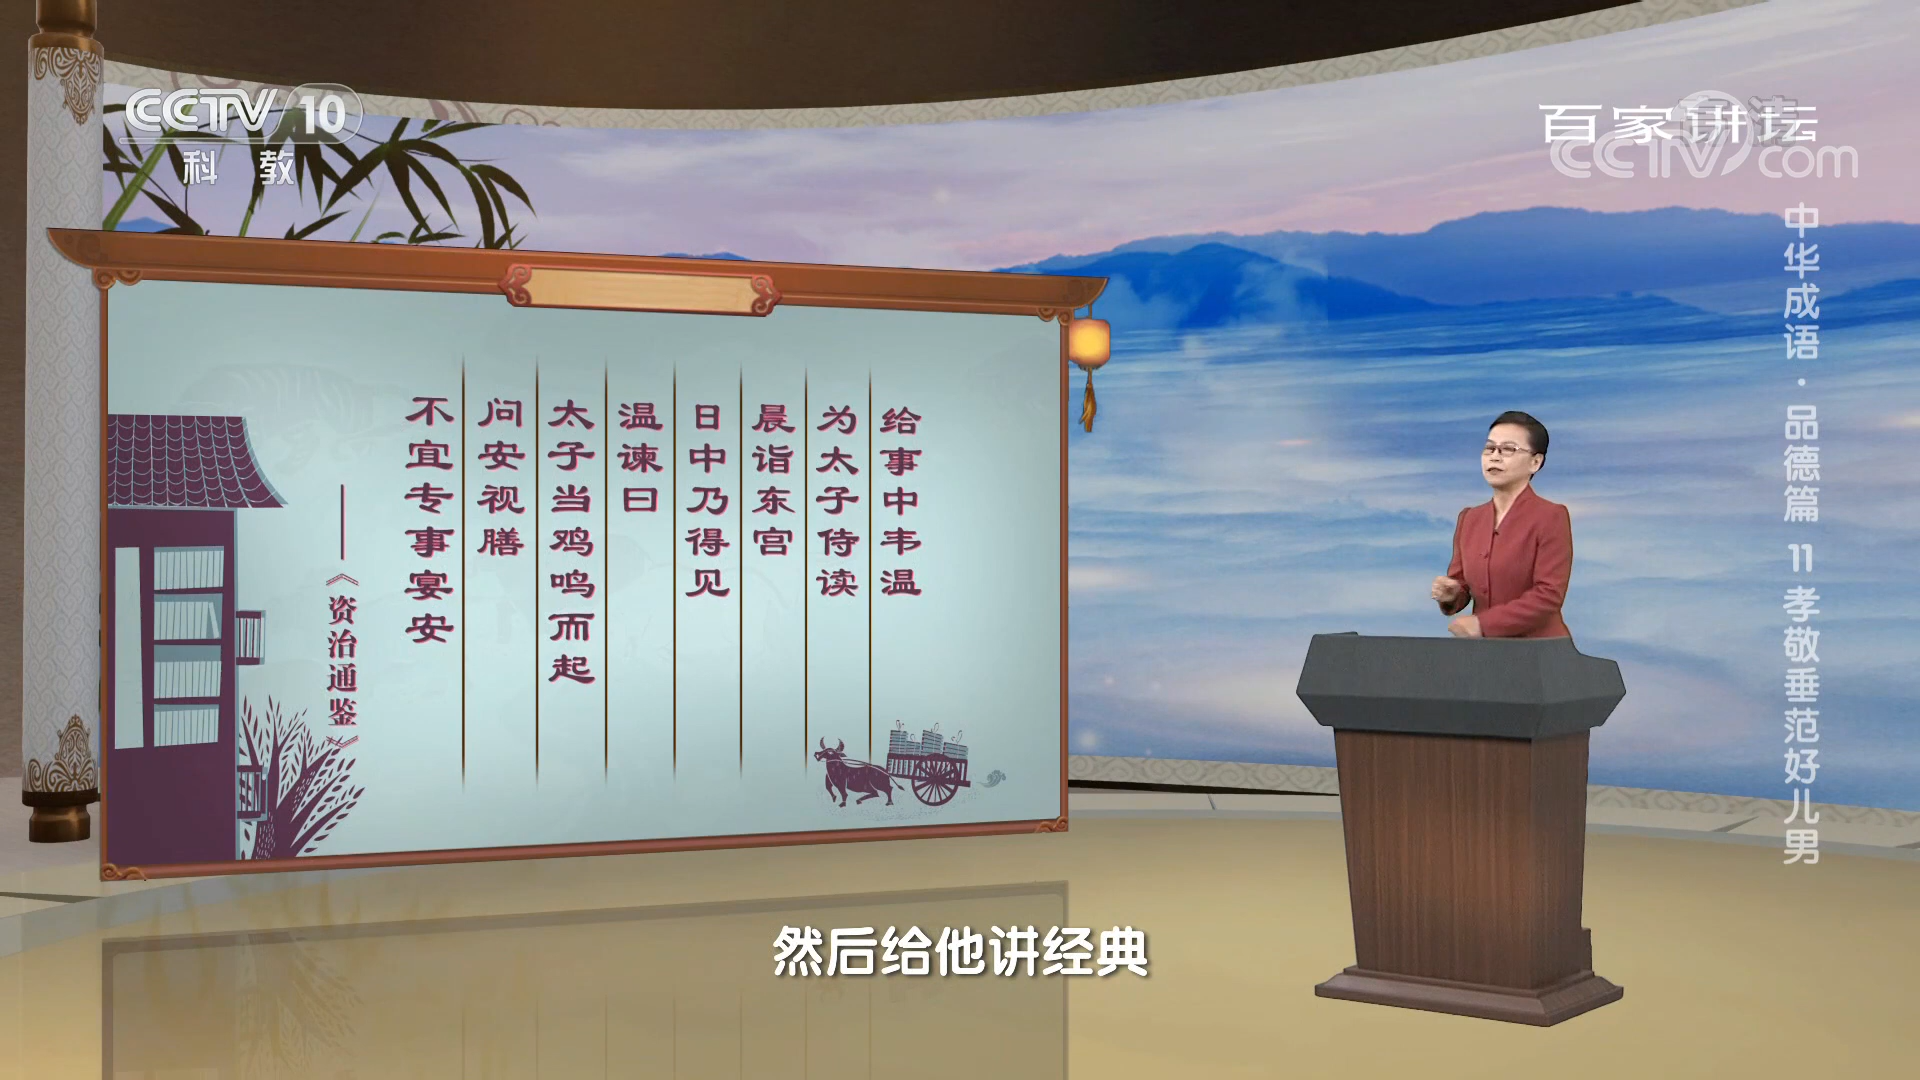 CCTV 10
科 教
百家讲坛
CCTV.com
中华成语·品德篇 11 孝敬垂范好儿男
给事中韦温
为太子侍读
晨诣东宫
日中乃得见
温谏曰
太子当鸡鸣而起
问安视膳
不宜专事宴安
——《资治通鉴》
然后给他讲经典